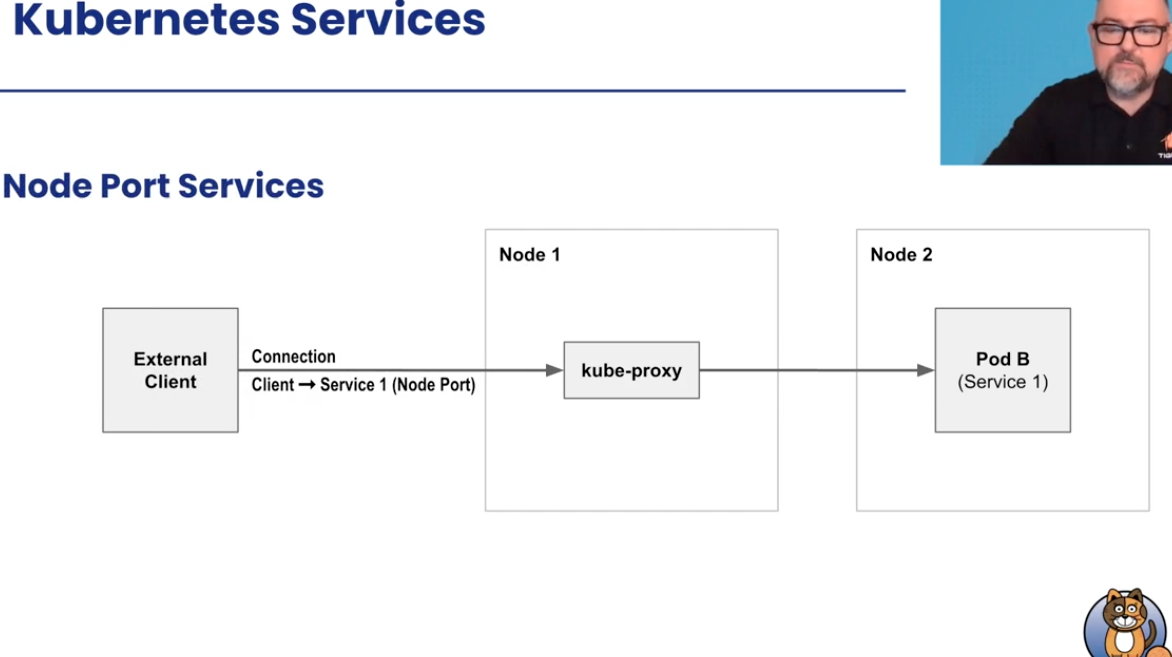 Kubernetes Services
Node Port Services
Node 1
Node 2
External
Client
Connection
Client → Service 1 (Node Port)
kube-proxy
Pod B
(Service 1)